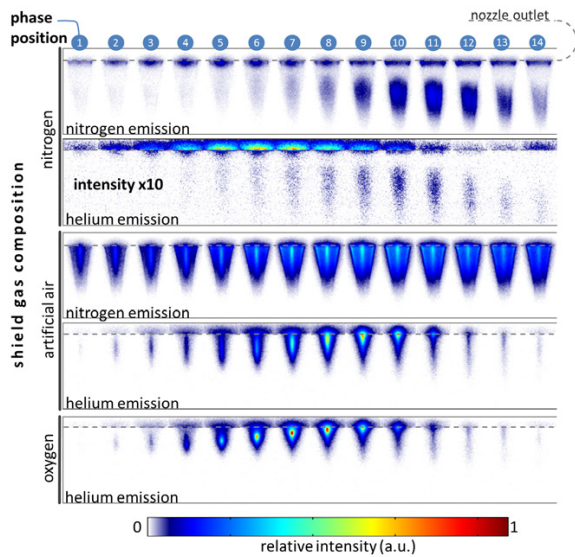 phase
position
nozzle outlet
1 2 3 4 5 6 7 8 9 10 11 12 13 14
shield gas composition
nitrogen
nitrogen emission
intensity x10
helium emission
artificial air
nitrogen emission
helium emission
oxygen
helium emission
0 1
relative intensity (a.u.)